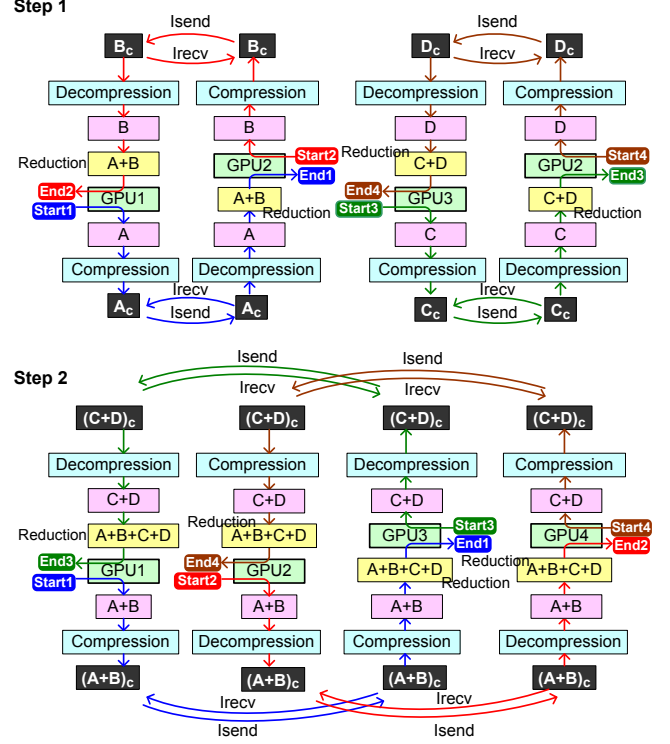 Step 1
Isend Isend
Bc Irecv Bc Dc Irecv Dc
Decompression Compression Decompression Compression
B B D D
Reduction A+B GPU2 Start2 Reduction C+D GPU2 Start4
End2 GPU1 A+B End1 End4 GPU3 C+D End3
Start1 Reduction Start3 Reduction
A A C C
Compression Decompression Compression Decompression
Ac Irecv Ac Cc Irecv Cc
Isend Isend
Step 2
Isend Isend
Irecv Irecv
(C+D)c (C+D)c (C+D)c (C+D)c
Decompression Compression Decompression Compression
C+D C+D C+D C+D
Reduction A+B+C+D Reduction A+B+C+D GPU3 Start3 GPU4 Start4
End3 GPU1 End4 GPU2 End1 End2
Start1 Start2 A+B+C+D Reduction A+B+C+D
Reduction
A+B A+B A+B A+B
Compression Decompression Compression Decompression
(A+B)c (A+B)c (A+B)c (A+B)c
Irecv Irecv
Isend Isend